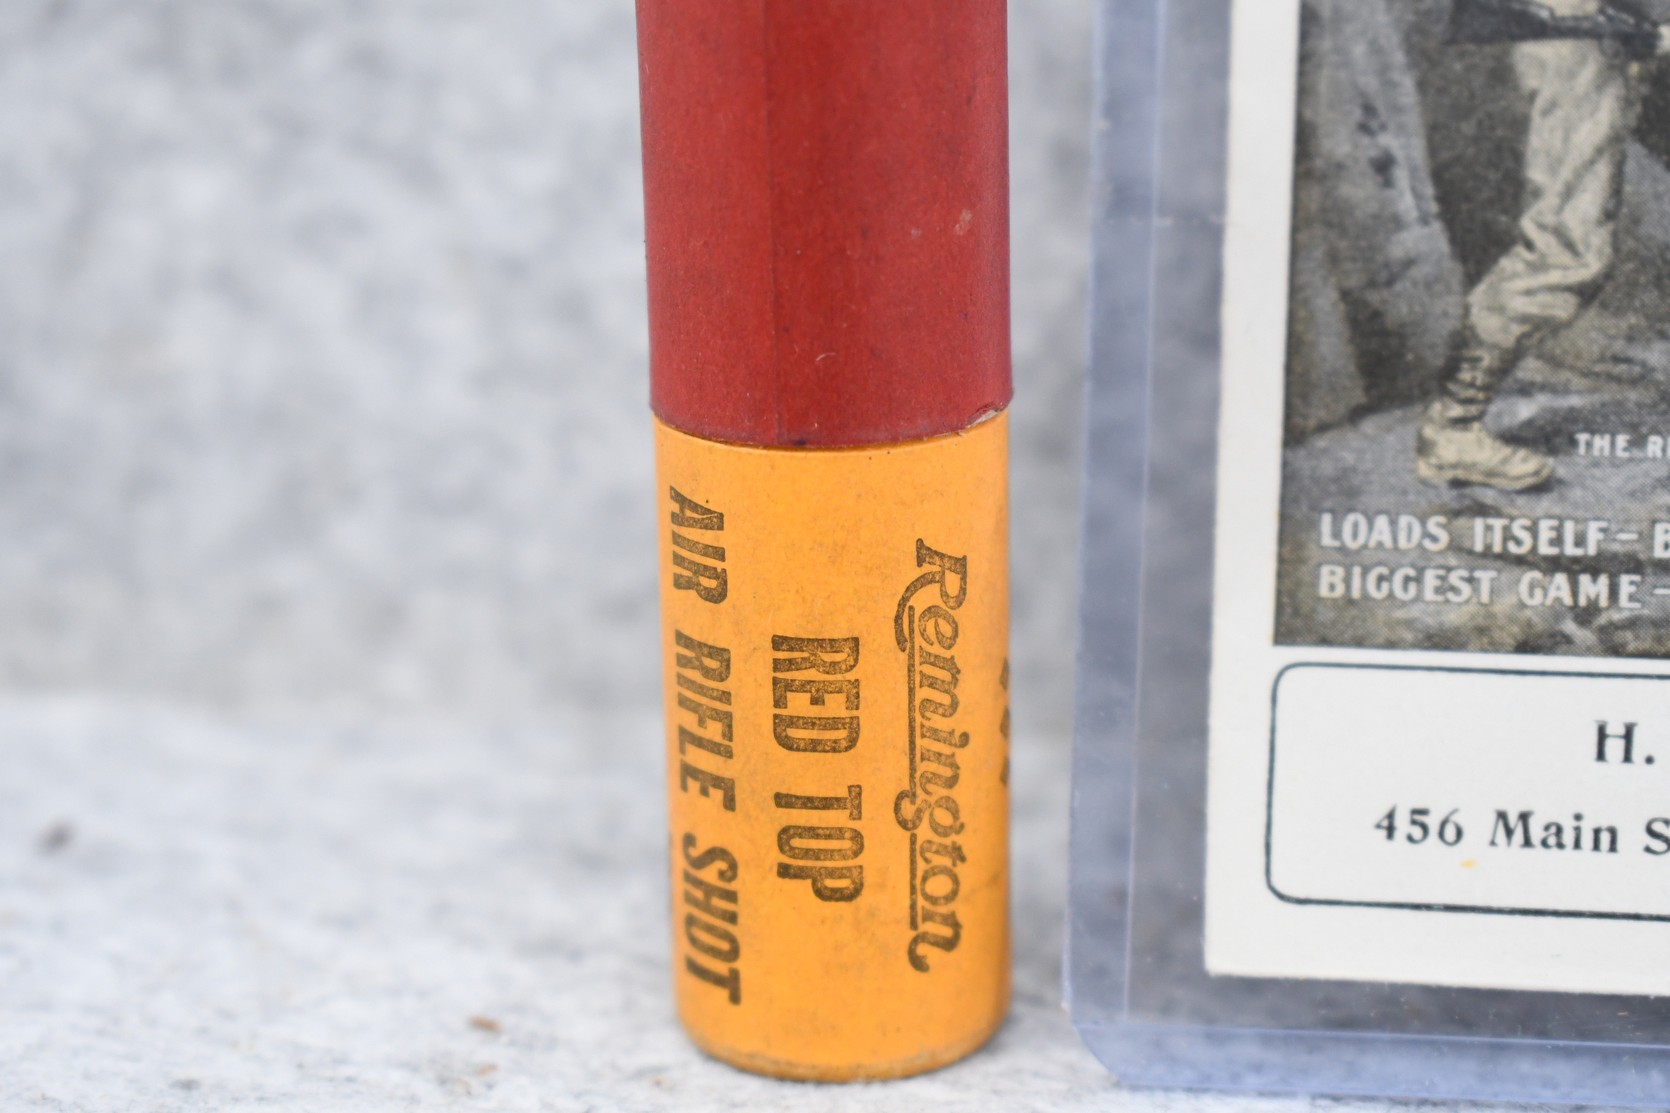 Remington
RED TOP
AIR RIFLE SHOT
THE
LOADS ITSELF–
BIGGEST GAME–
H.
456 Main